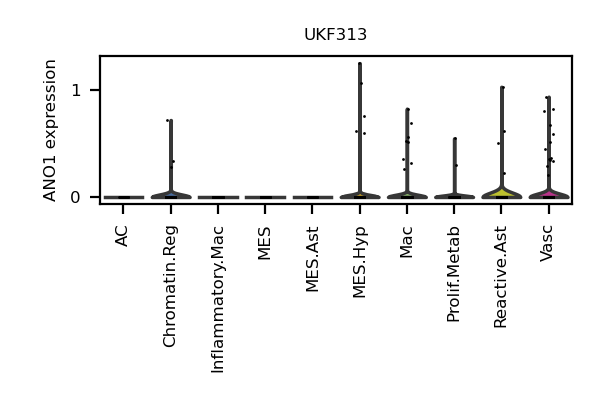 UKF313
ANO1 expression
1
0
AC
Chromatin.Reg
Inflammatory.Mac
MES
MES.Ast
MES.Hyp
Mac
Prolif.Metab
Reactive.Ast
Vasc